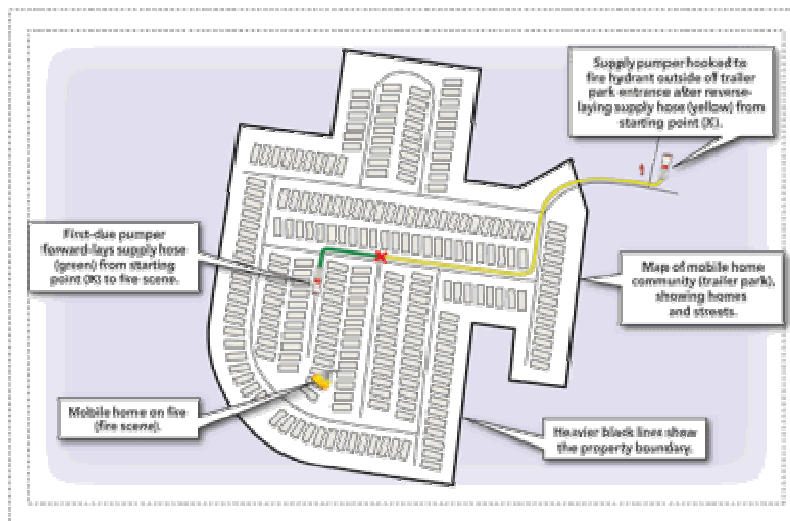 Supply pumper hooked to
fire hydrant outside of trailer
park entrance after reverse-
laying supply hose (yellow) from
starting point (X).
First-due pumper
forward-lays supply hose
(green) from starting
point (X) to fire-scene.
Map of mobile home
community (trailer park),
showing homes
and streets.
Mobile home on fire
(fire scene).
Heavier black lines show
the property boundary.